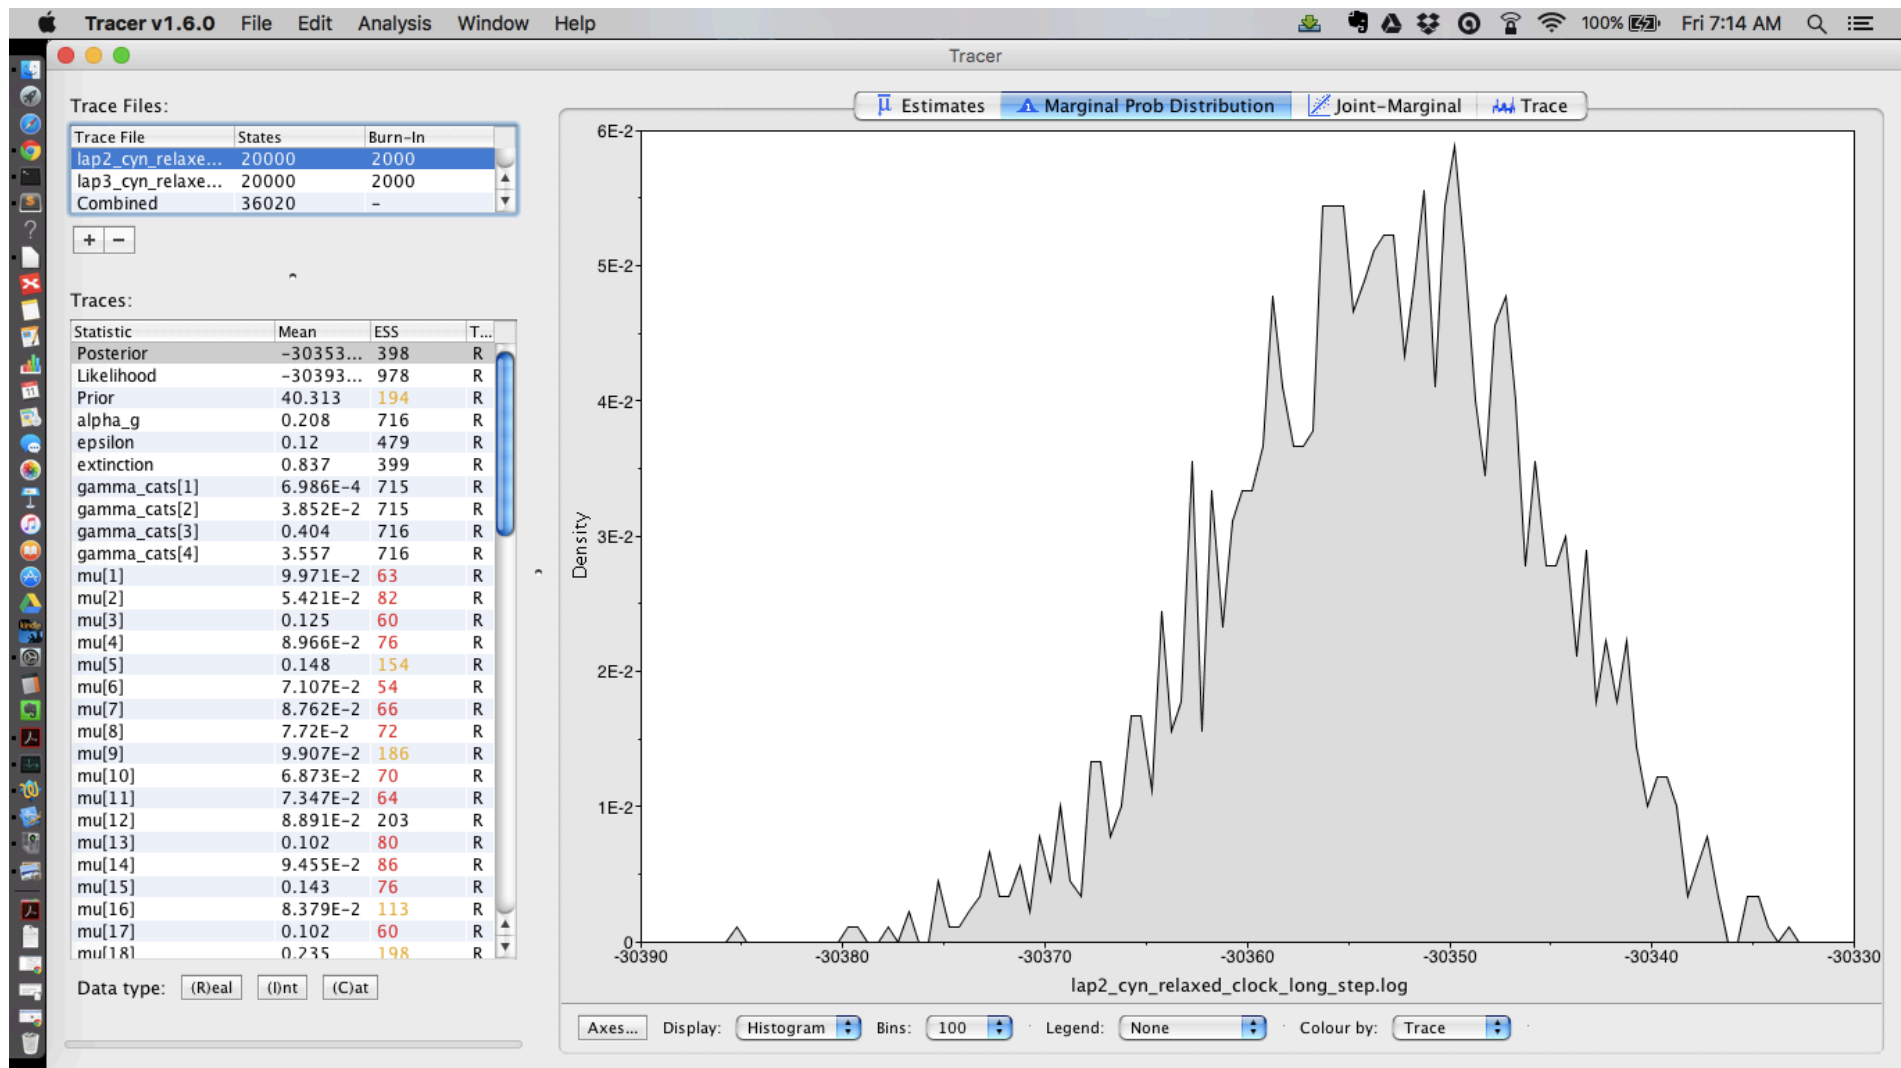 Tracer v1.6.0 File Edit Analysis Window Help 100% Fri 7:14 AM
Tracer
Trace Files:
Trace File States Burn-In
lap2_cyn_relaxe... 20000 2000
lap3_cyn_relaxe... 20000 2000
Combined 36020 -
+ -
Traces:
Statistic Mean ESS T...
Posterior -30353... 398 R
Likelihood -30393... 978 R
Prior 40.313 194 R
alpha_g 0.208 716 R
epsilon 0.12 479 R
extinction 0.837 399 R
gamma_cats[1] 6.986E-4 715 R
gamma_cats[2] 3.852E-2 715 R
gamma_cats[3] 0.404 716 R
gamma_cats[4] 3.557 716 R
mu[1] 9.971E-2 63 R
mu[2] 5.421E-2 82 R
mu[3] 0.125 60 R
mu[4] 8.966E-2 76 R
mu[5] 0.148 154 R
mu[6] 7.107E-2 54 R
mu[7] 8.762E-2 66 R
mu[8] 7.72E-2 72 R
mu[9] 9.907E-2 186 R
mu[10] 6.873E-2 70 R
mu[11] 7.347E-2 64 R
mu[12] 8.891E-2 203 R
mu[13] 0.102 80 R
mu[14] 9.455E-2 86 R
mu[15] 0.143 76 R
mu[16] 8.379E-2 113 R
mu[17] 0.102 60 R
mu[18] 0.235 198 R
Data type: (R)eal (I)nt (C)at
Estimates Marginal Prob Distribution Joint-Marginal Trace
6E-2
5E-2
4E-2
3E-2
2E-2
1E-2
0
Density
-30390 -30380 -30370 -30360 -30350 -30340 -30330
lap2_cyn_relaxed_clock_long_step.log
Axes... Display: Histogram Bins: 100 Legend: None Colour by: Trace